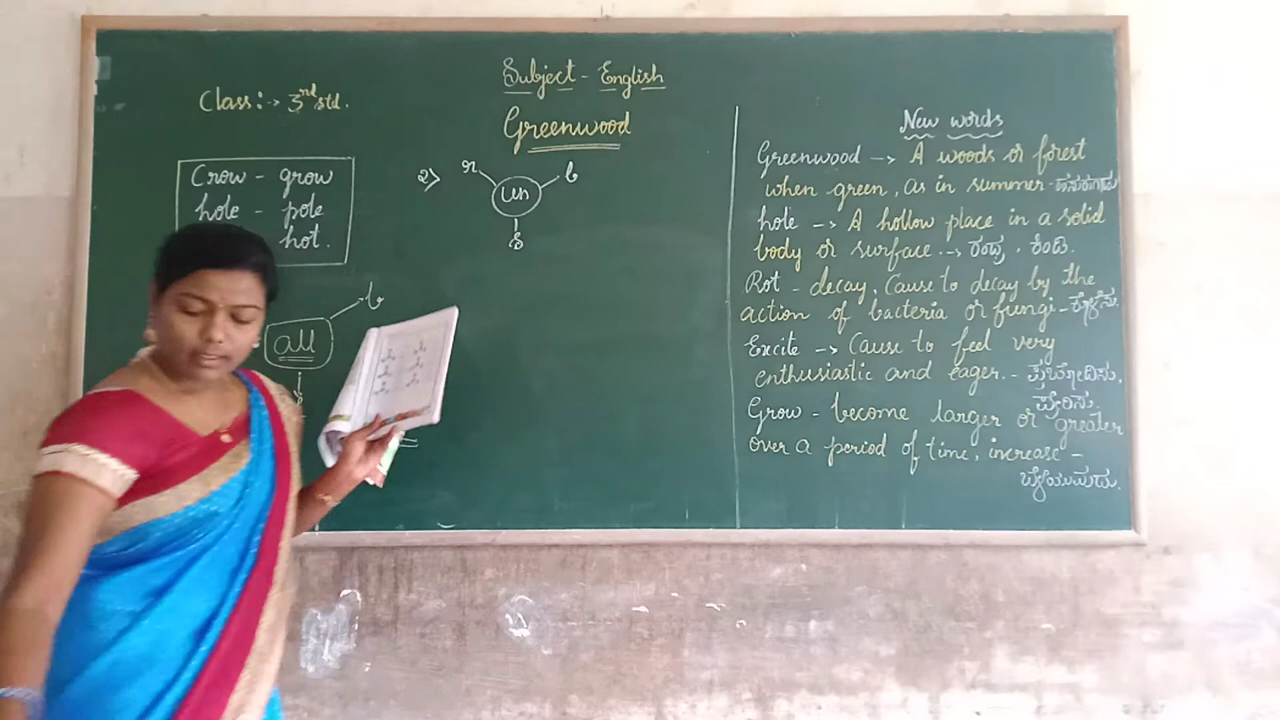 Subject - English
Class :-> 3rd std.
Greenwood
Crow - grow
hole - pole
hot.
2)
r
b
un
s
b
all
New words
Greenwood -> A woods or forest
when green, as in summer - ಹಸುರುಗಾಡು
hole -> A hollow place in a solid
body or surface. -> ರಂಧ್ರ, ಕಿಂಡಿ.
Rot - decay, Cause to decay by the
action of bacteria or fungi - ಕೊಳೆಸು.
Excite -> Cause to feel very
enthusiastic and eager. - ಪ್ರಚೋದಿಸು,
ಪ್ರೇರಿಸು.
Grow - become larger or greater
over a period of time, increase -
ಬೆಳೆಯುವುದು.